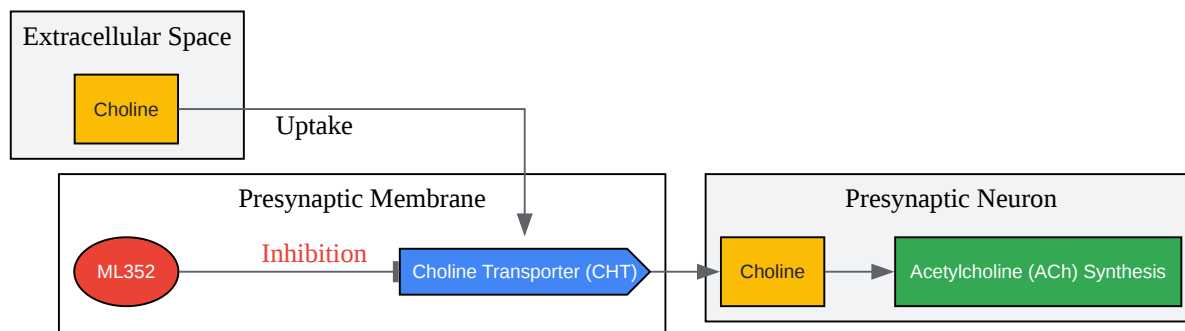 Extracellular Space
Choline
Uptake
Presynaptic Membrane
ML352
Inhibition
Choline Transporter (CHT)
Presynaptic Neuron
Choline
Acetylcholine (ACh) Synthesis